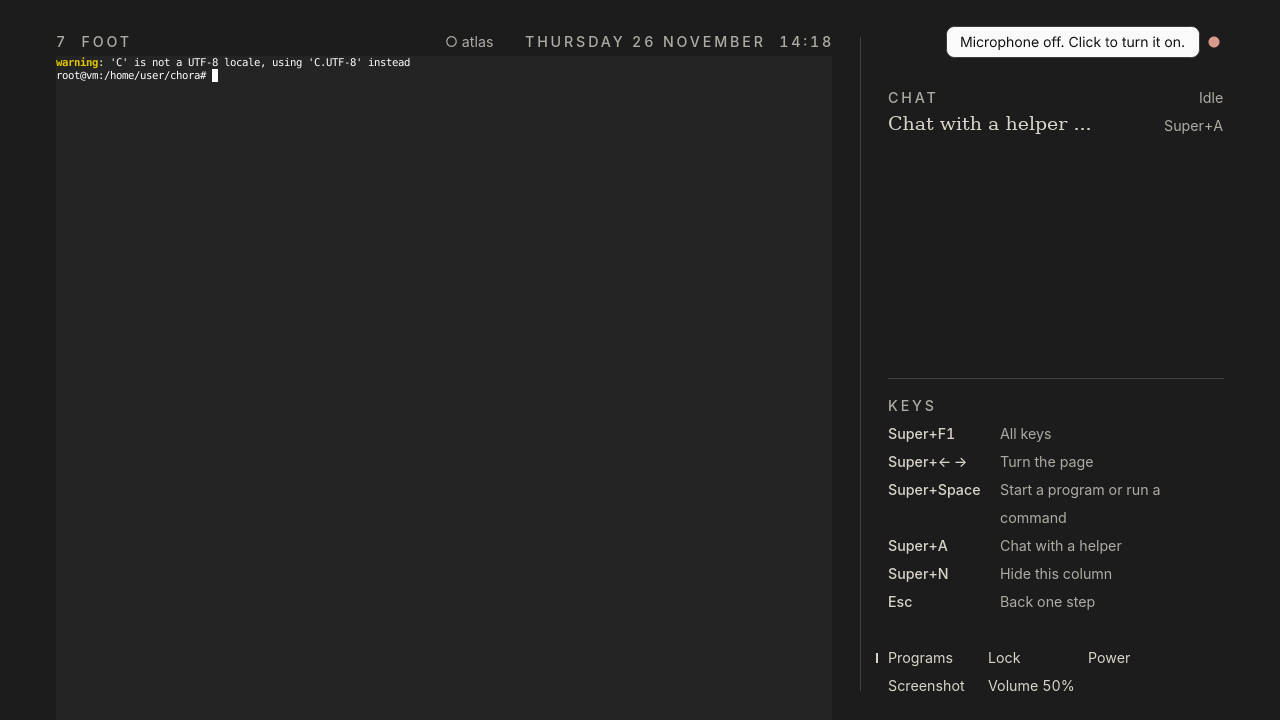 7 FOOT
○ atlas
THURSDAY 26 NOVEMBER 14:18
warning: 'C' is not a UTF-8 locale, using 'C.UTF-8' instead
root@vm:/home/user/chora#
Microphone off. Click to turn it on.
CHAT Idle
Chat with a helper ... Super+A
KEYS
Super+F1 All keys
Super+← → Turn the page
Super+Space Start a program or run a
command
Super+A Chat with a helper
Super+N Hide this column
Esc Back one step
Programs Lock Power
Screenshot Volume 50%